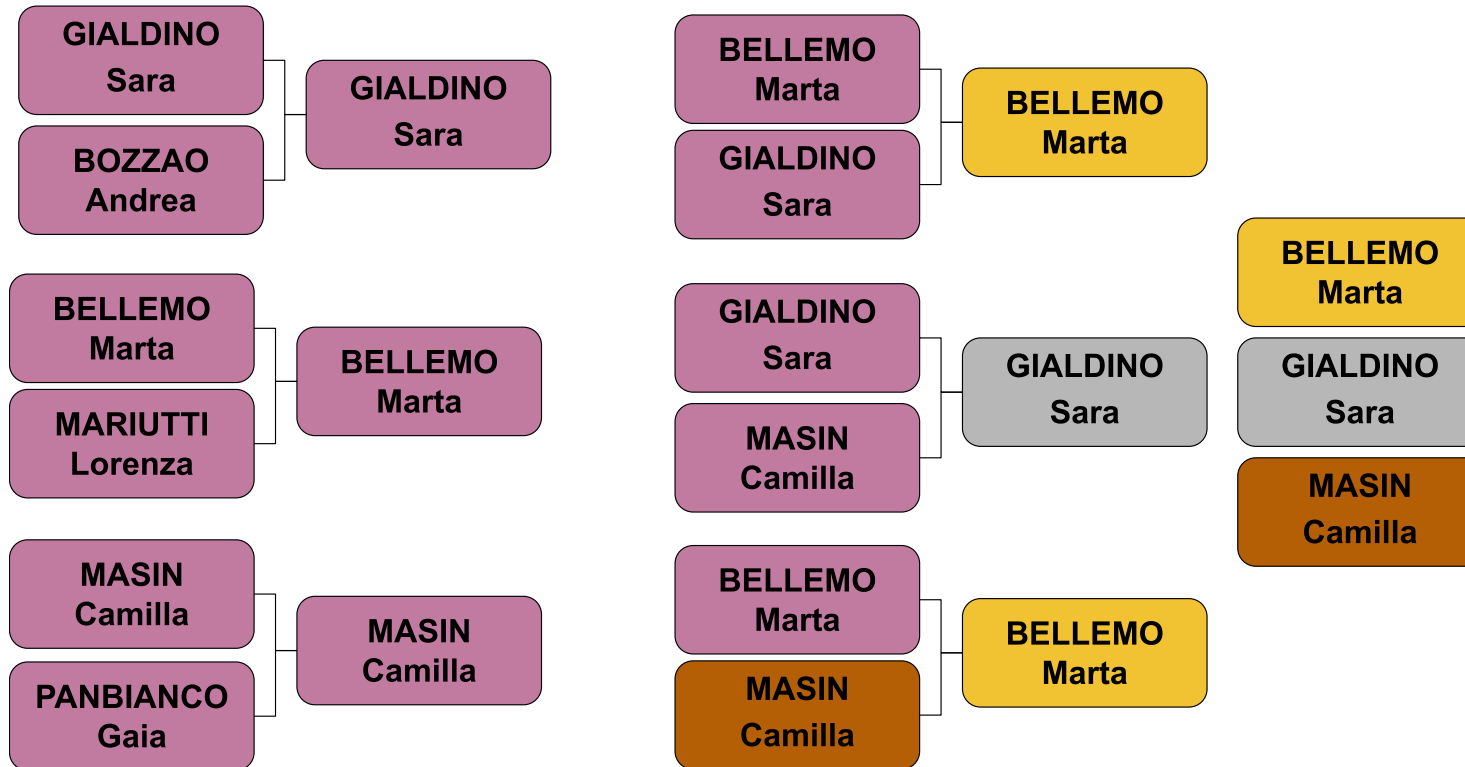 GIALDINO
Sara
BOZZAO
Andrea
GIALDINO
Sara
BELLEMO
Marta
MARIUTTI
Lorenza
BELLEMO
Marta
MASIN
Camilla
PANBIANCO
Gaia
MASIN
Camilla
BELLEMO
Marta
GIALDINO
Sara
BELLEMO
Marta
GIALDINO
Sara
MASIN
Camilla
GIALDINO
Sara
BELLEMO
Marta
MASIN
Camilla
BELLEMO
Marta
BELLEMO
Marta
GIALDINO
Sara
MASIN
Camilla